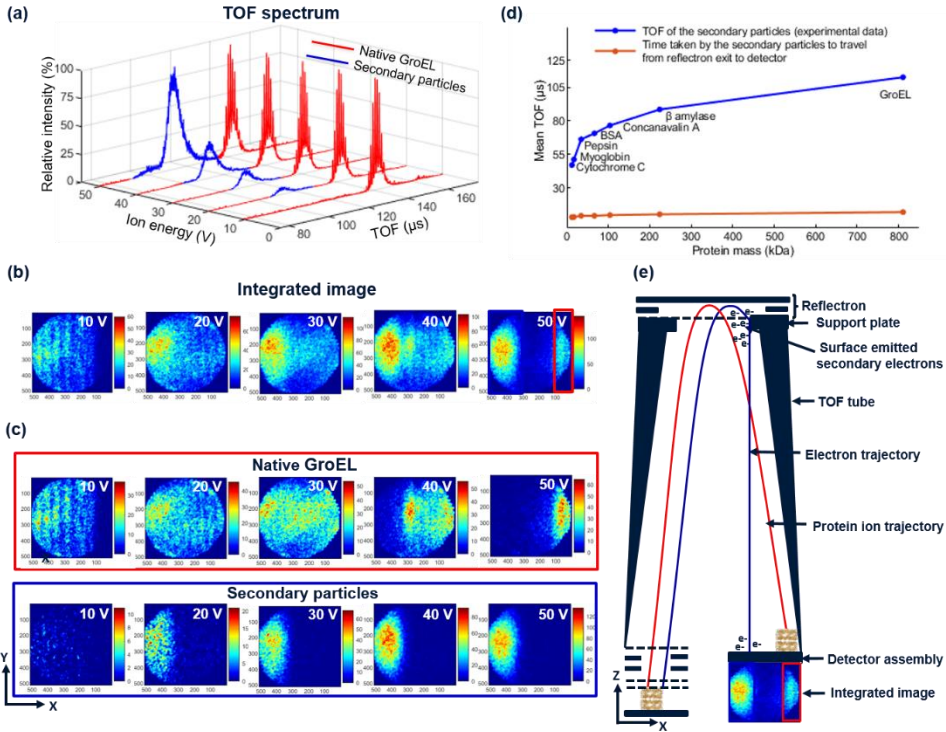 (a)
TOF spectrum
Native GroEL
Secondary particles
Relative intensity (%)
100
75
50
25
0
50
40
30
20
10
0
Ion energy (V)
80
100
120
140
160
TOF (µs)
(d)
TOF of the secondary particles (experimental data)
Time taken by the secondary particles to travel
from reflectron exit to detector
Mean TOF (µs)
125
105
75
51
30
GroEL
β amylase
Concanavalin A
BSA
Pepsin
Myoglobin
Cytochrome C
0 100 200 300 400 500 600 700 800
Protein mass (kDa)
(b)
Integrated image
10 V
20 V
30 V
40 V
50 V
(c)
Native GroEL
10 V
20 V
30 V
40 V
50 V
Secondary particles
10 V
20 V
30 V
40 V
50 V
Y
X
(e)
Reflectron
Support plate
Surface emitted
secondary electrons
TOF tube
Electron trajectory
Protein ion trajectory
e-
e-
e-
e-
e-
Detector assembly
Integrated image
Z
X